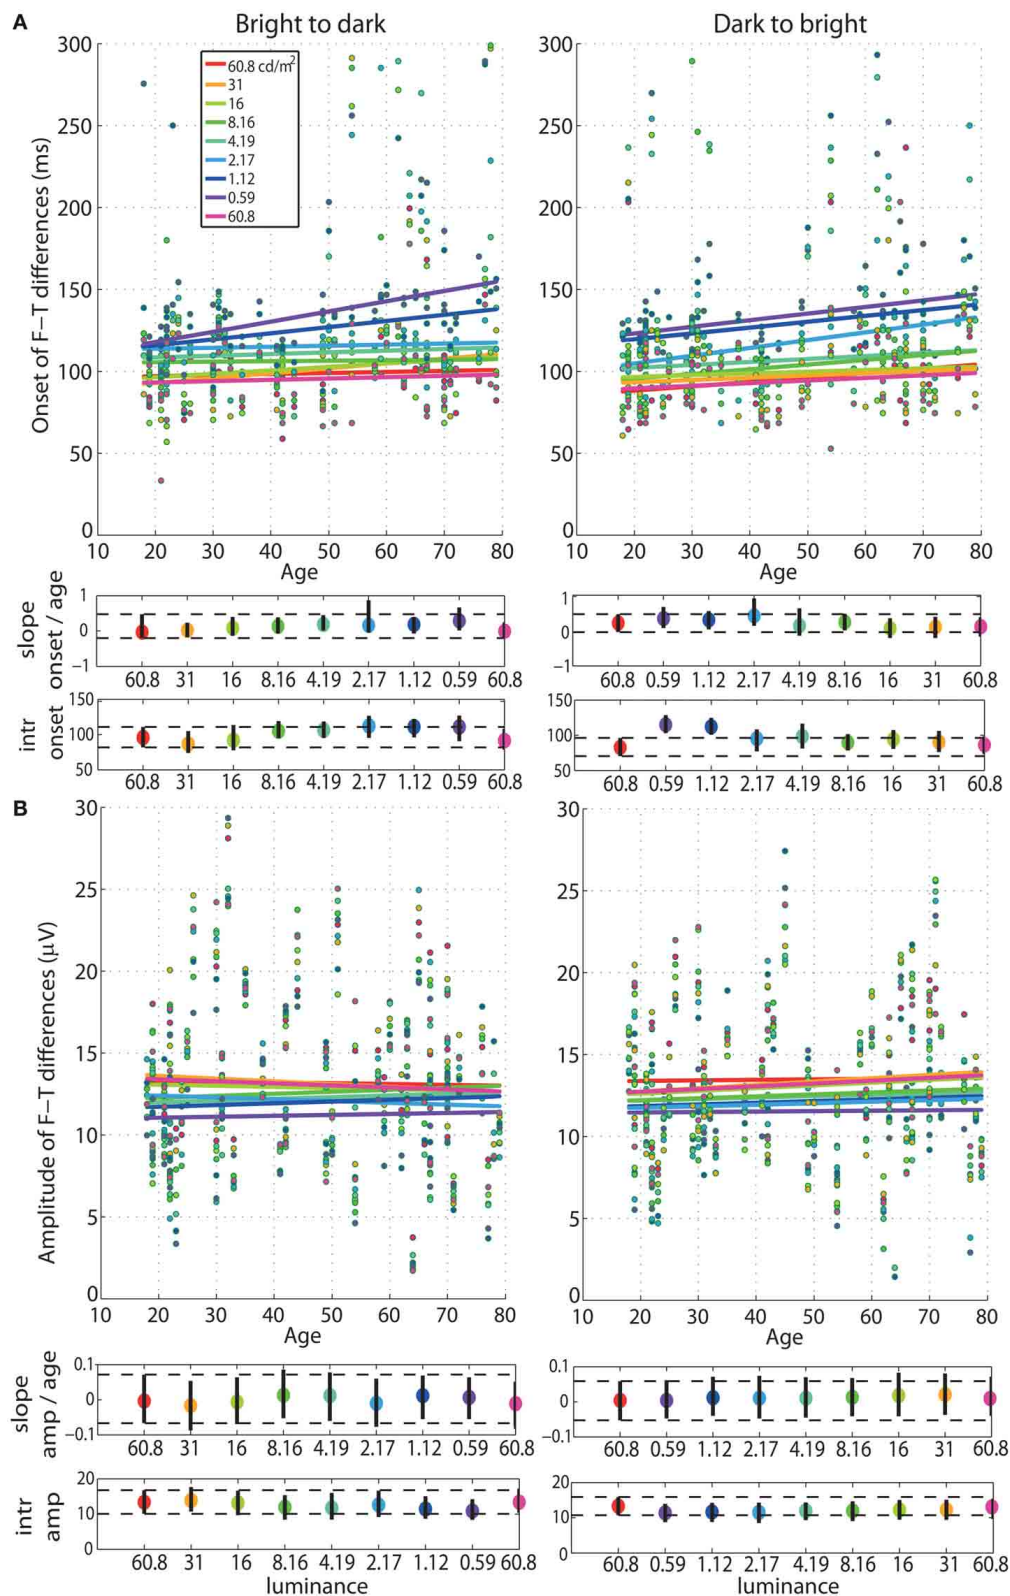 A
Bright to dark
Dark to bright
Onset of F−T differences (ms)
300
250
200
150
100
50
0
60.8 cd/m2
31
16
8.16
4.19
2.17
1.12
0.59
60.8
10 20 30 40 50 60 70 80
Age
300
250
200
150
100
50
0
10 20 30 40 50 60 70 80
Age
slope
onset / age
1
0
−1
60.8 31 16 8.16 4.19 2.17 1.12 0.59 60.8
1
0
−1
60.8 0.59 1.12 2.17 4.19 8.16 16 31 60.8
intr
onset
150
100
50
60.8 31 16 8.16 4.19 2.17 1.12 0.59 60.8
150
100
50
60.8 0.59 1.12 2.17 4.19 8.16 16 31 60.8
B
Amplitude of F−T differences (μV)
30
25
20
15
10
5
0
10 20 30 40 50 60 70 80
Age
30
25
20
15
10
5
0
10 20 30 40 50 60 70 80
Age
slope
amp / age
0.1
0
−0.1
60.8 31 16 8.16 4.19 2.17 1.12 0.59 60.8
0.1
0
−0.1
60.8 0.59 1.12 2.17 4.19 8.16 16 31 60.8
intr
amp
20
10
0
60.8 31 16 8.16 4.19 2.17 1.12 0.59 60.8
luminance
20
10
0
60.8 0.59 1.12 2.17 4.19 8.16 16 31 60.8
luminance